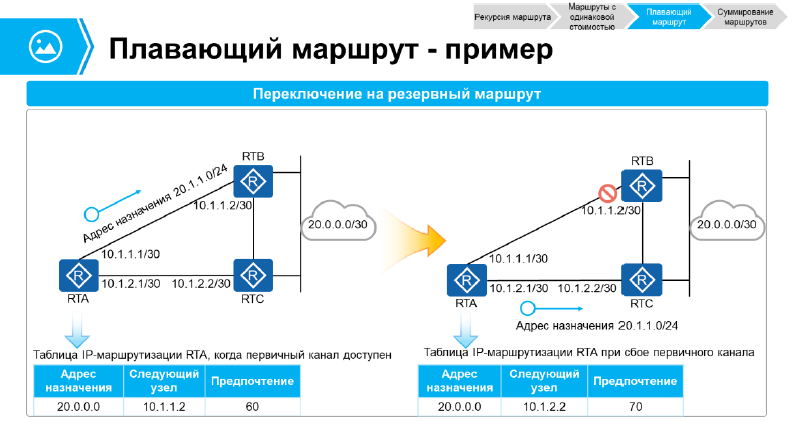 Рекурсия маршрута
Маршруты с
одинаковой
стоимостью
Плавающий
маршрут
Суммирование
маршрутов
Плавающий маршрут - пример
Переключение на резервный маршрут
RTB
R
Адрес назначения 20.1.1.0/24
10.1.1.2/30
20.0.0.0/30
10.1.1.1/30
R
R
10.1.2.1/30
10.1.2.2/30
RTA
RTC
Таблица IP-маршрутизации RTA, когда первичный канал доступен
Адрес
назначения
Следующий
узел
Предпочтение
20.0.0.0
10.1.1.2
60
RTB
R
10.1.1.2/30
20.0.0.0/30
10.1.1.1/30
R
R
10.1.2.1/30
10.1.2.2/30
RTA
RTC
Адрес назначения 20.1.1.0/24
Таблица IP-маршрутизации RTA при сбое первичного канала
Адрес
назначения
Следующий
узел
Предпочтение
20.0.0.0
10.1.2.2
70